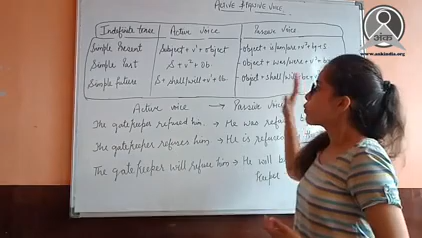 Active & Passive voice
Indefinite tense Active voice Passive voice
Simple Present Subject + v¹ + object - object + is/am/are + v³ + by + S
Simple Past S + v² + Ob - Object + was/were + v³ +
Simple future S + shall/will + v¹ + Ob. - Object + shall/will + be +
Active voice → Passive voice
The gatekeeper refused him → He was refused
The gatekeeper refuses him → He is refused by
The gatekeeper will refuse him → He will
keeper
अंक
www.ankindia.org